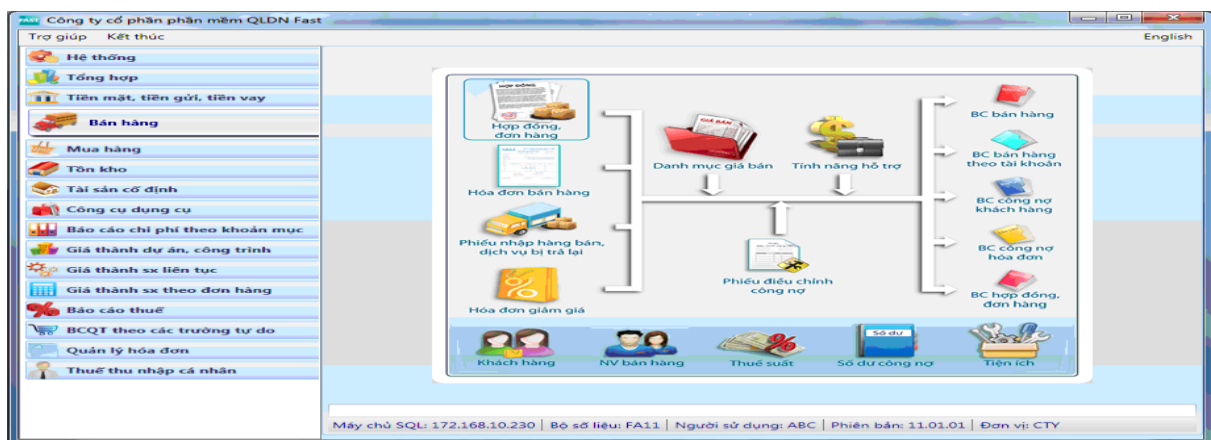 FAST Công ty cổ phần phần mềm QLDN Fast
Trợ giúp Kết thúc English
Hệ thống
Tổng hợp
Tiền mặt, tiền gửi, tiền vay
Bán hàng
Mua hàng
Tồn kho
Tài sản cố định
Công cụ dụng cụ
Báo cáo chi phí theo khoản mục
Giá thành dự án, công trình
Giá thành sx liên tục
Giá thành sx theo đơn hàng
Báo cáo thuế
BCQT theo các trường tự do
Quản lý hóa đơn
Thuế thu nhập cá nhân
HỢP ĐỒNG
Hợp đồng,
đơn hàng
Hóa đơn bán hàng
Phiếu nhập hàng bán,
dịch vụ bị trả lại
Hóa đơn giảm giá
GIÁ BÁN
Danh mục giá bán
Tính năng hỗ trợ
Phiếu điều chỉnh
công nợ
BC bán hàng
BC bán hàng
theo tài khoản
BC công nợ
khách hàng
BC công nợ
hóa đơn
BC hợp đồng,
đơn hàng
Khách hàng
NV bán hàng
Thuế suất
Số dư
Số dư công nợ
Tiện ích
Máy chủ SQL: 172.168.10.230 | Bộ số liệu: FA11 | Người sử dụng: ABC | Phiên bản: 11.01.01 | Đơn vị: CTY